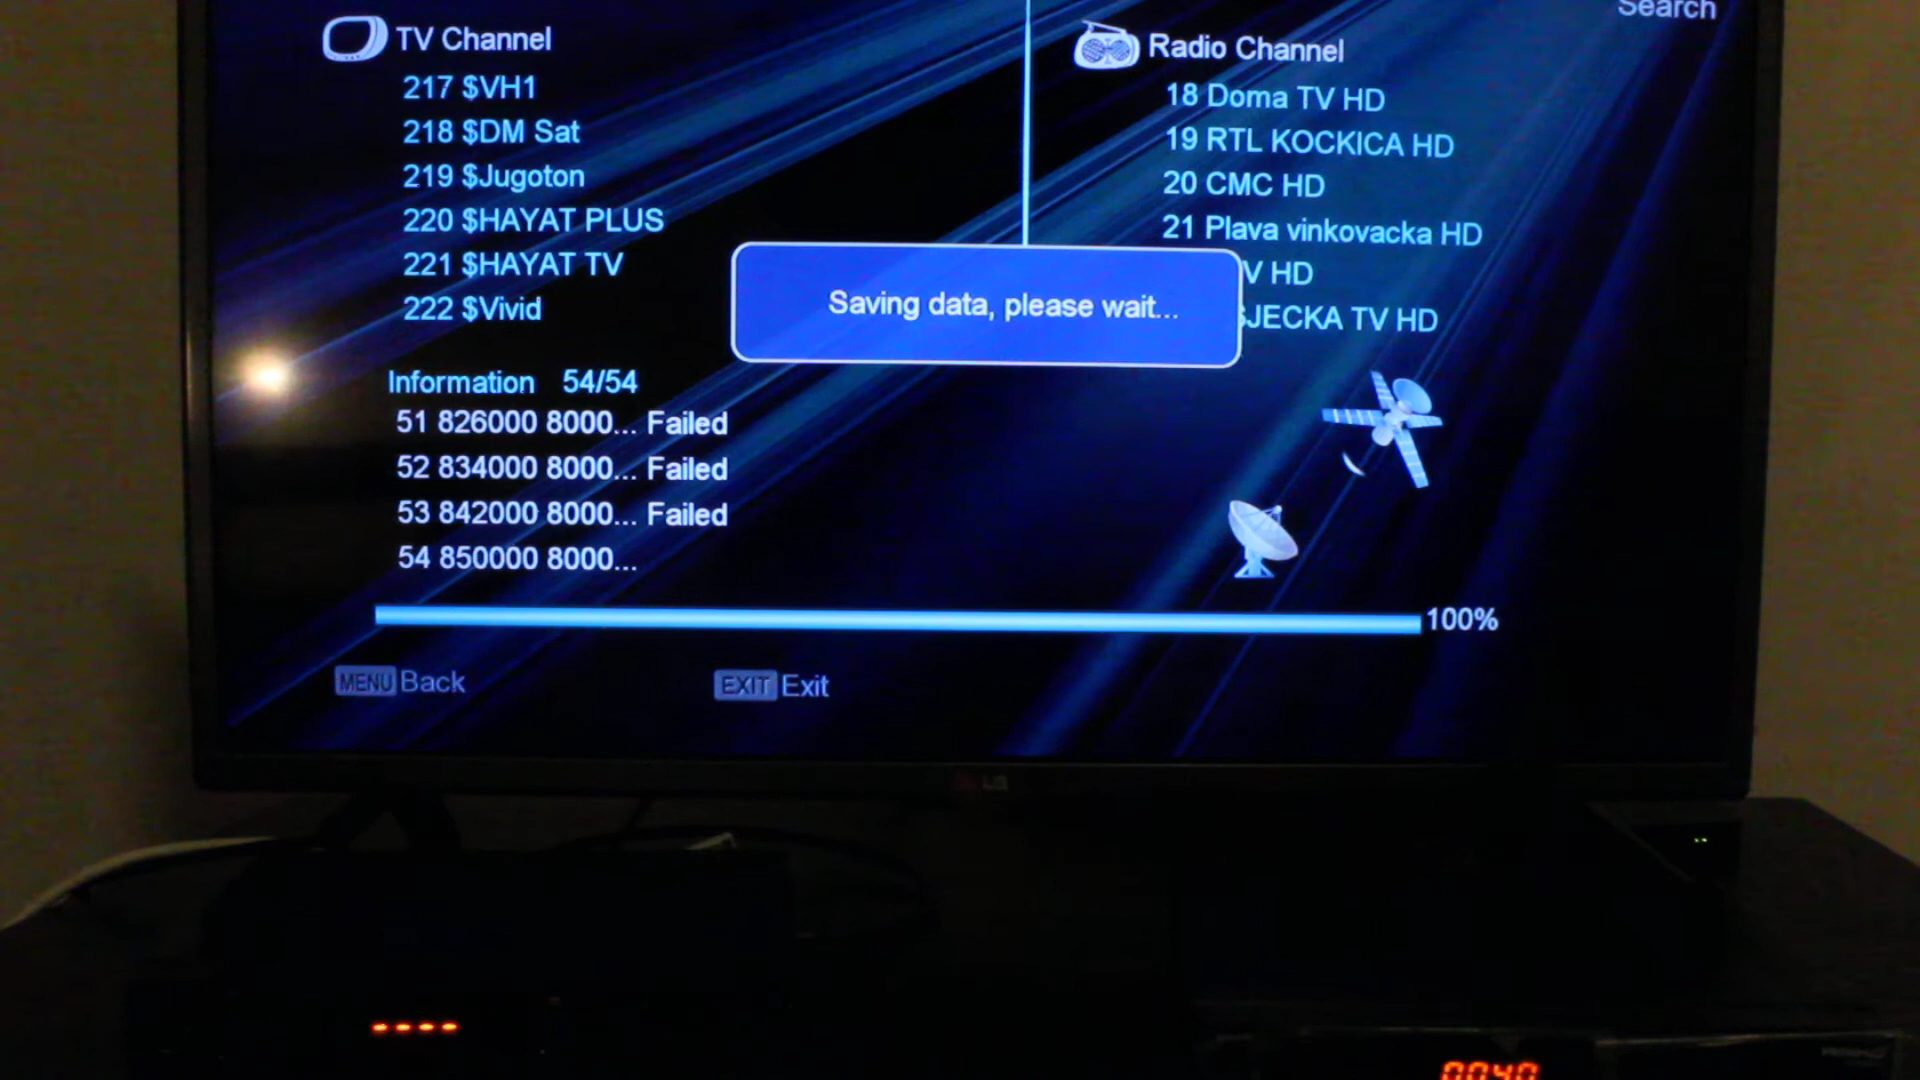 Search
TV Channel
217 $VH1
218 $DM Sat
219 $Jugoton
220 $HAYAT PLUS
221 $HAYAT TV
222 $Vivid
Radio Channel
18 Doma TV HD
19 RTL KOCKICA HD
20 CMC HD
21 Plava vinkovacka HD
V HD
JECKA TV HD
Saving data, please wait...
Information 54/54
51 826000 8000... Failed
52 834000 8000... Failed
53 842000 8000... Failed
54 850000 8000...
100%
MENU Back
EXIT Exit
LG
0040